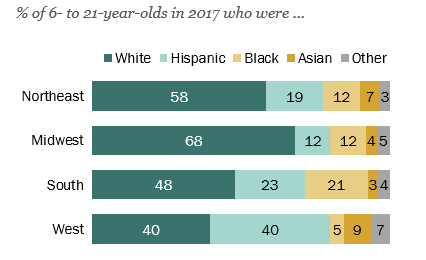 % of 6- to 21-year-olds in 2017 who were ...
White Hispanic Black Asian Other
Northeast 58 19 12 7 3
Midwest 68 12 12 4 5
South 48 23 21 3 4
West 40 40 5 9 7